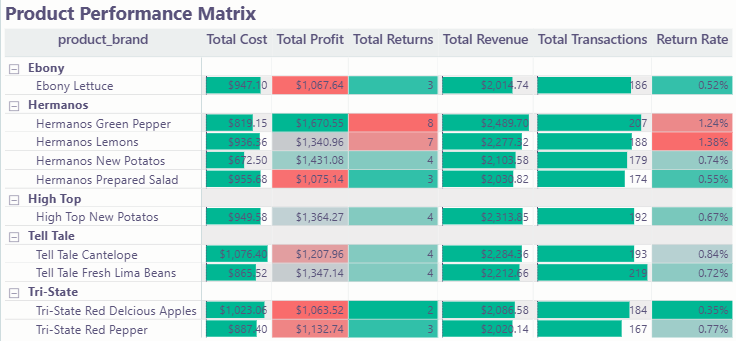 Product Performance Matrix
product_brand Total Cost Total Profit Total Returns Total Revenue Total Transactions Return Rate
Ebony
Ebony Lettuce $947.10 $1,067.64 3 $2,014.74 186 0.52%
Hermanos
Hermanos Green Pepper $819.15 $1,670.55 8 $2,489.70 207 1.24%
Hermanos Lemons $936.36 $1,340.96 7 $2,277.32 188 1.38%
Hermanos New Potatos $672.50 $1,431.08 4 $2,103.58 179 0.74%
Hermanos Prepared Salad $955.68 $1,075.14 3 $2,030.82 174 0.55%
High Top
High Top New Potatos $949.58 $1,364.27 4 $2,313.85 192 0.67%
Tell Tale
Tell Tale Cantelope $1,076.40 $1,207.96 4 $2,284.36 193 0.84%
Tell Tale Fresh Lima Beans $865.52 $1,347.14 4 $2,212.66 219 0.72%
Tri-State
Tri-State Red Delcious Apples $1,023.06 $1,063.52 2 $2,086.58 184 0.35%
Tri-State Red Pepper $887.40 $1,132.74 3 $2,020.14 167 0.77%